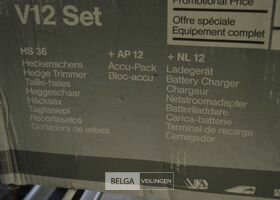 V12 Set
Promotional Price
Offre spéciale
Equipement complet
HS 36
Heckenschere
Hedge Trimmer
Taille-haies
Heggeschaar
Häcksax
Tagliasiepi
Recortasetos
Cortadora de sebes
+ AP 12
Accu-Pack
Bloc-accu
+ NL 12
Ladegerät
Battery Charger
Chargeur
Netstroomadapter
Batteriladdare
Carica-batterie
Terminal de recarga
Carregador
BELGA VEILINGEN